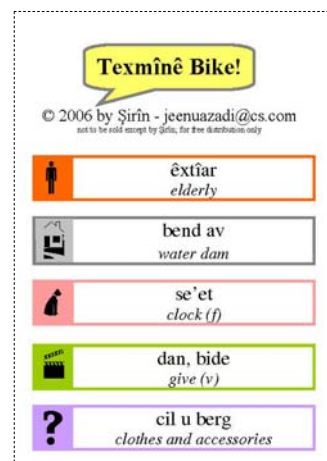 Texmînê Bike!
© 2006 by Şirîn - jeenuazadi@cs.com
not to be sold except by Şirîn, for free distribution only
êxtîar
elderly
bend av
water dam
se'et
clock (f)
dan, bide
give (v)
?
cil u berg
clothes and accessories